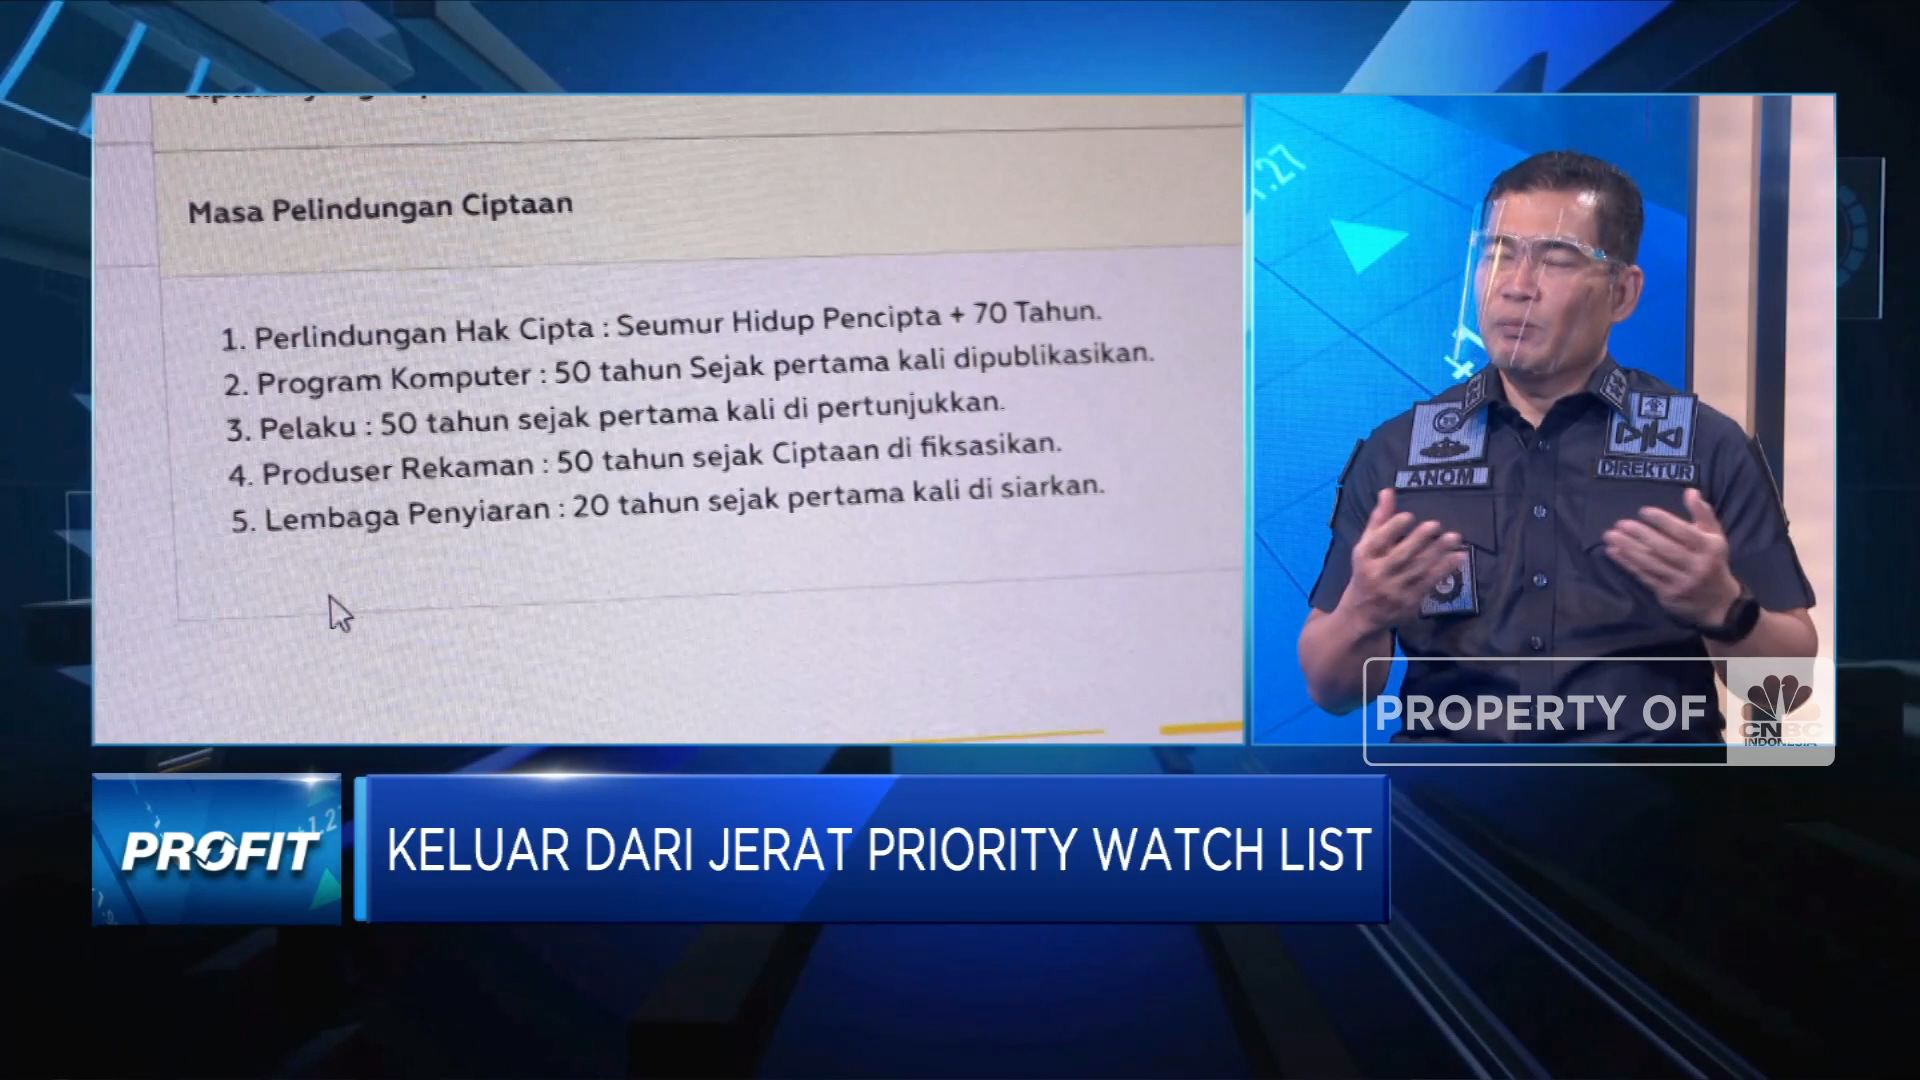 Masa Pelindungan Ciptaan
1. Perlindungan Hak Cipta : Seumur Hidup Pencipta + 70 Tahun.
2. Program Komputer : 50 tahun Sejak pertama kali dipublikasikan.
3. Pelaku : 50 tahun sejak pertama kali di pertunjukkan.
4. Produser Rekaman : 50 tahun sejak Ciptaan di fiksasikan.
5. Lembaga Penyiaran : 20 tahun sejak pertama kali di siarkan.
1.27
ANOM
DIREKTUR
PROPERTY OF
CNBC
INDONESIA
PROFIT
KELUAR DARI JERAT PRIORITY WATCH LIST